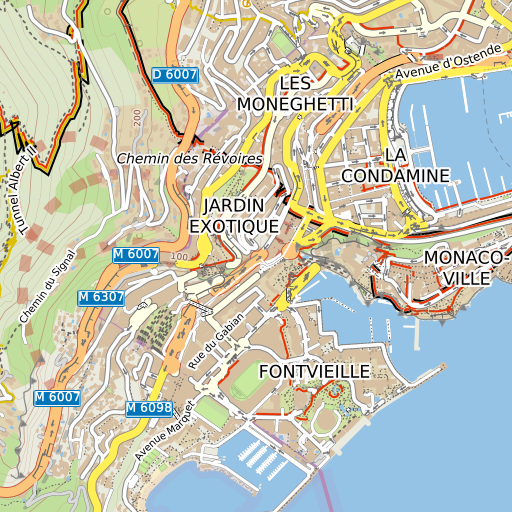 Avenue d'Ostende
D 6007
LES
MONEGHETTI
200
Chemin des Révoires
LA
CONDAMINE
Tunnel Albert II
JARDIN
EXOTIQUE
M 6007
100
MONACO-
VILLE
Chemin du Signal
M 6307
Rue du Gabian
FONTVIEILLE
M 6007
M 6098
Avenue Marquet